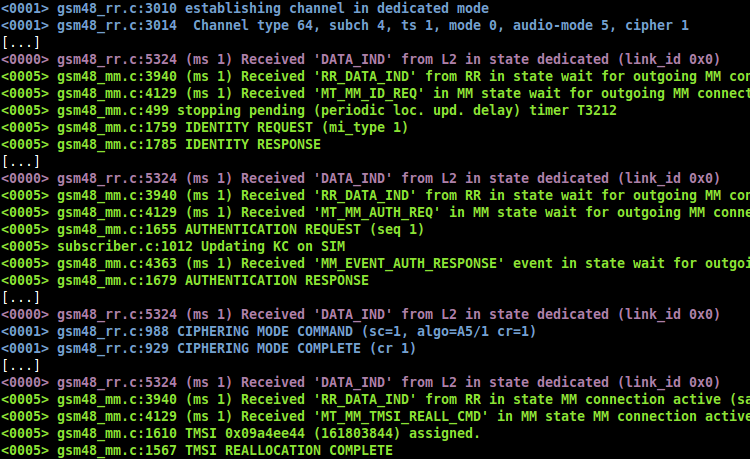 <0001> gsm48_rr.c:3010 establishing channel in dedicated mode
<0001> gsm48_rr.c:3014  Channel type 64, subch 4, ts 1, mode 0, audio-mode 5, cipher 1
[...]
<0000> gsm48_rr.c:5324 (ms 1) Received 'DATA_IND' from L2 in state dedicated (link_id 0x0)
<0005> gsm48_mm.c:3940 (ms 1) Received 'RR_DATA_IND' from RR in state wait for outgoing MM con
<0005> gsm48_mm.c:4129 (ms 1) Received 'MT_MM_ID_REQ' in MM state wait for outgoing MM connect
<0005> gsm48_mm.c:499 stopping pending (periodic loc. upd. delay) timer T3212
<0005> gsm48_mm.c:1759 IDENTITY REQUEST (mi_type 1)
<0005> gsm48_mm.c:1785 IDENTITY RESPONSE
[...]
<0000> gsm48_rr.c:5324 (ms 1) Received 'DATA_IND' from L2 in state dedicated (link_id 0x0)
<0005> gsm48_mm.c:3940 (ms 1) Received 'RR_DATA_IND' from RR in state wait for outgoing MM con
<0005> gsm48_mm.c:4129 (ms 1) Received 'MT_MM_AUTH_REQ' in MM state wait for outgoing MM conne
<0005> gsm48_mm.c:1655 AUTHENTICATION REQUEST (seq 1)
<0005> subscriber.c:1012 Updating KC on SIM
<0005> gsm48_mm.c:4363 (ms 1) Received 'MM_EVENT_AUTH_RESPONSE' event in state wait for outgoi
<0005> gsm48_mm.c:1679 AUTHENTICATION RESPONSE
[...]
<0000> gsm48_rr.c:5324 (ms 1) Received 'DATA_IND' from L2 in state dedicated (link_id 0x0)
<0001> gsm48_rr.c:988 CIPHERING MODE COMMAND (sc=1, algo=A5/1 cr=1)
<0001> gsm48_rr.c:929 CIPHERING MODE COMPLETE (cr 1)
[...]
<0000> gsm48_rr.c:5324 (ms 1) Received 'DATA_IND' from L2 in state dedicated (link_id 0x0)
<0005> gsm48_mm.c:3940 (ms 1) Received 'RR_DATA_IND' from RR in state MM connection active (sa
<0005> gsm48_mm.c:4129 (ms 1) Received 'MT_MM_TMSI_REALL_CMD' in MM state MM connection active
<0005> gsm48_mm.c:1610 TMSI 0x09a4ee44 (161803844) assigned.
<0005> gsm48_mm.c:1567 TMSI REALLOCATION COMPLETE